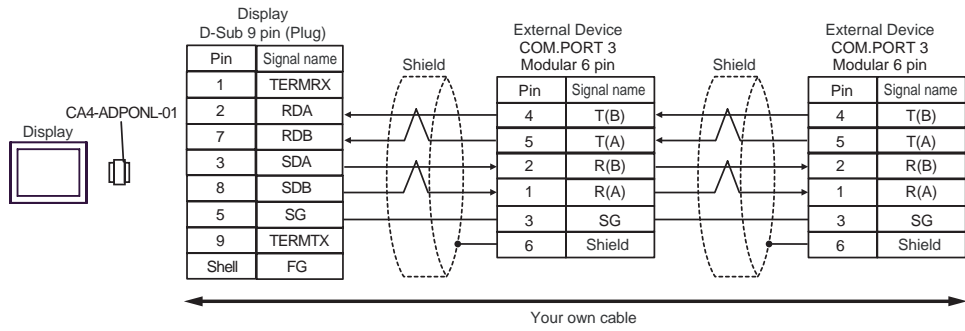 Display
D-Sub 9 pin (Plug)
External Device
COM.PORT 3
Modular 6 pin
External Device
COM.PORT 3
Modular 6 pin
Shield
Shield
CA4-ADPONL-01
Display
Pin Signal name
1 TERMRX
2 RDA
7 RDB
3 SDA
8 SDB
5 SG
9 TERMTX
Shell FG
Pin Signal name
4 T(B)
5 T(A)
2 R(B)
1 R(A)
3 SG
6 Shield
Pin Signal name
4 T(B)
5 T(A)
2 R(B)
1 R(A)
3 SG
6 Shield
Your own cable